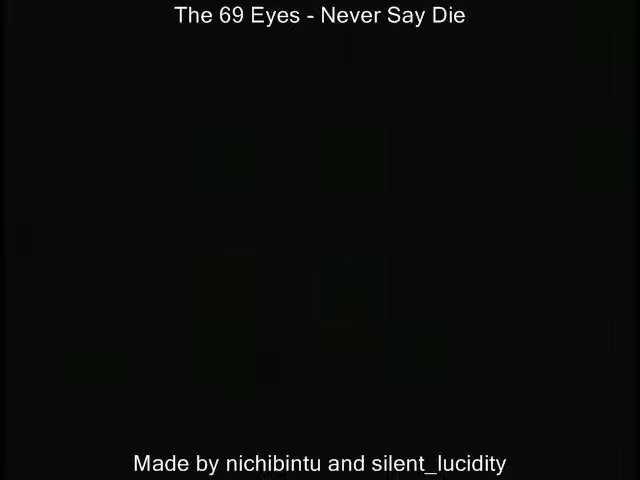 The 69 Eyes - Never Say Die
Made by nichibintu and silent_lucidity